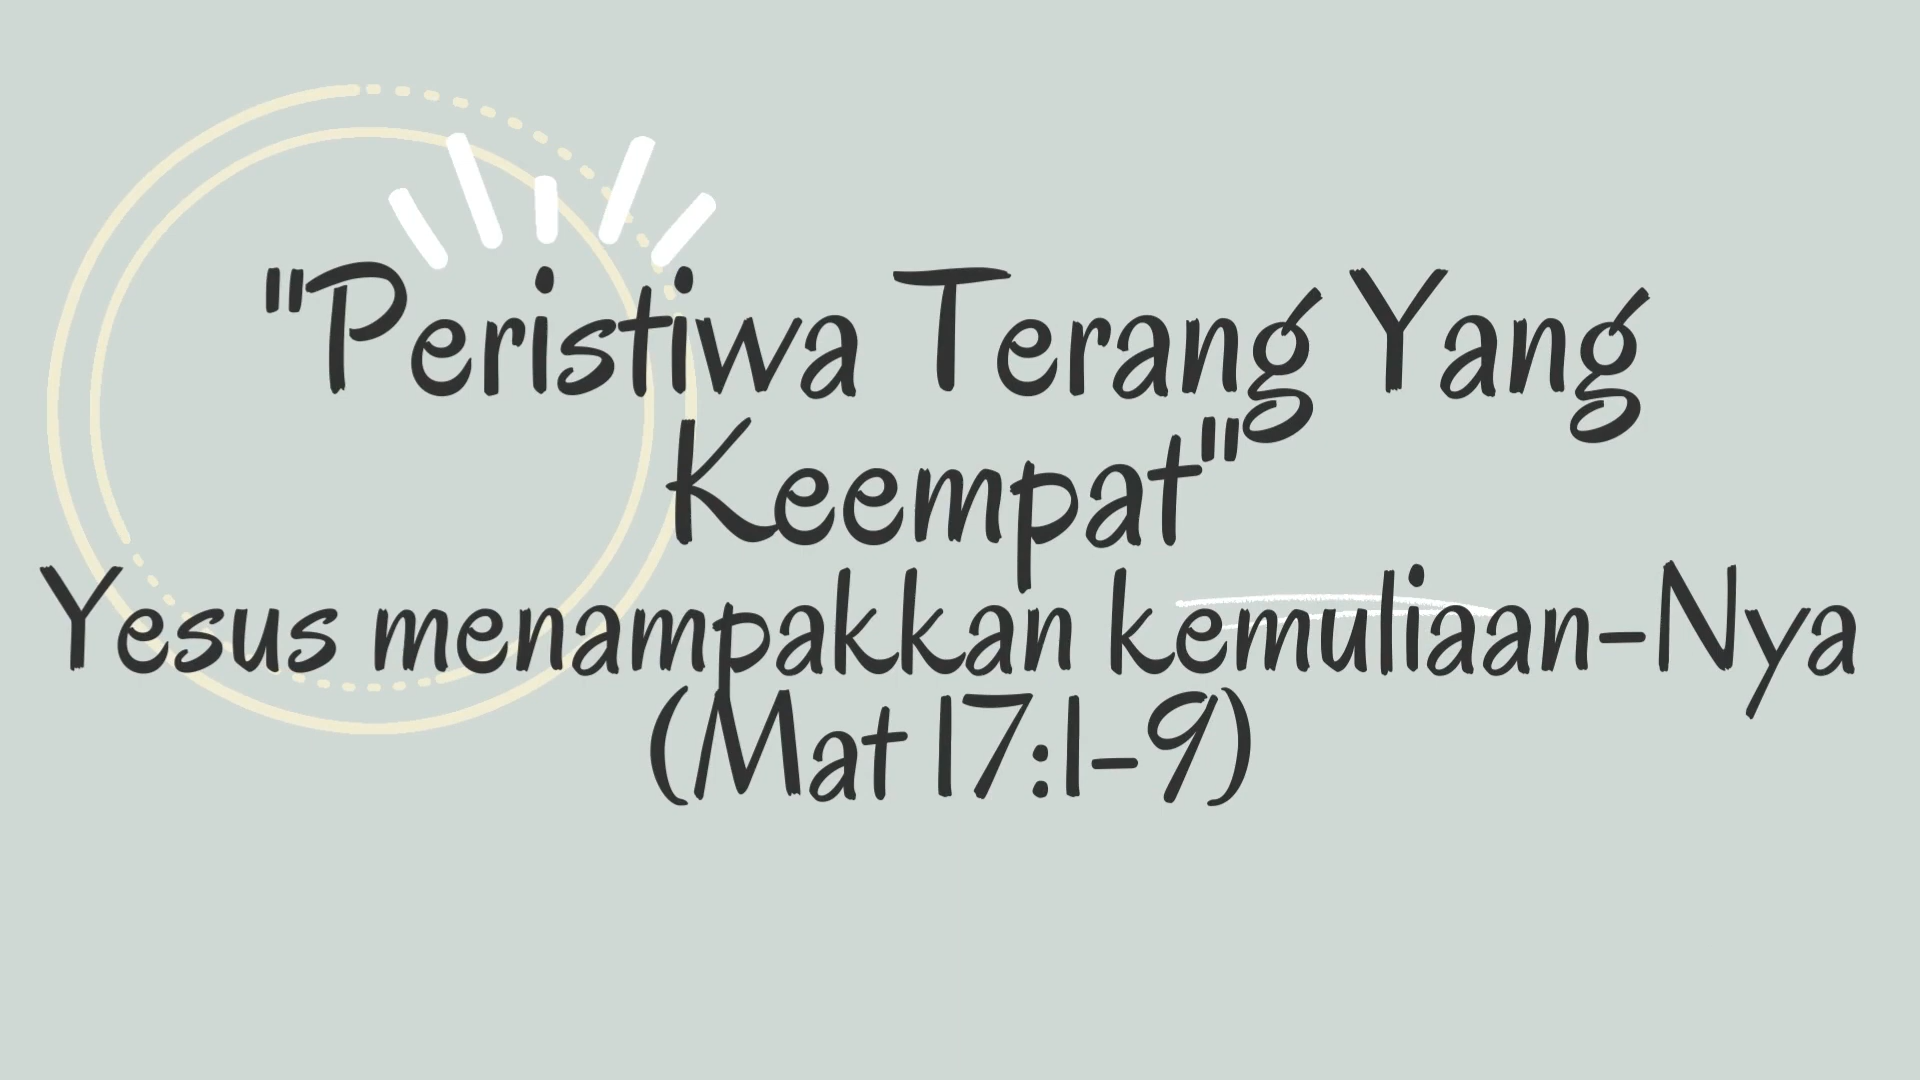 "Peristiwa Terang Yang
Keempat"
Yesus menampakkan kemuliaan-Nya
(Mat 17:1-9)